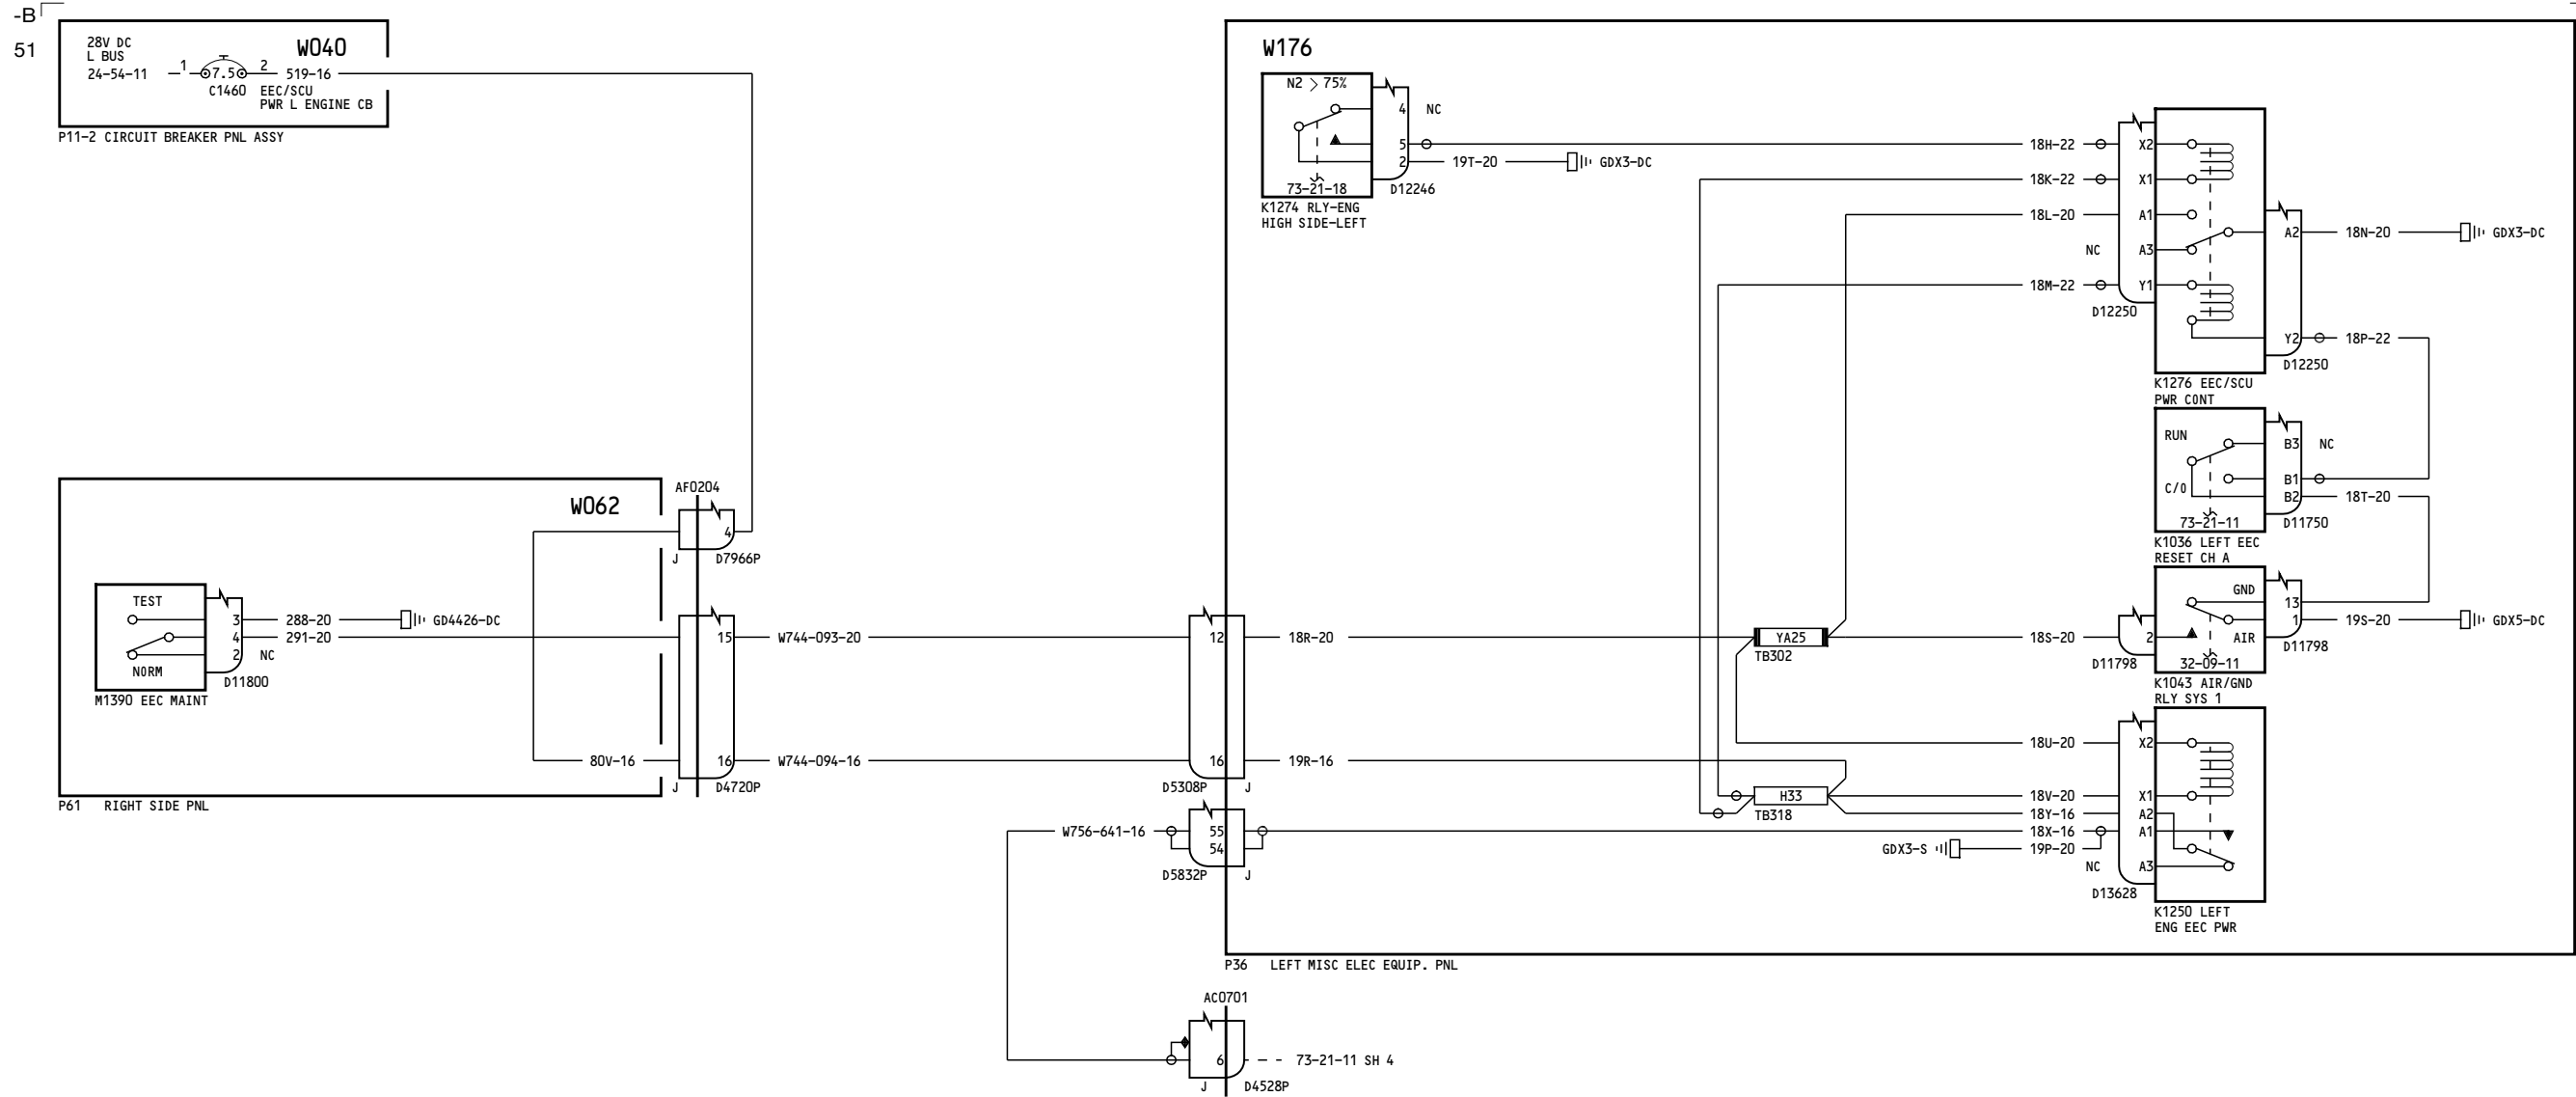 -B
51
28V DC
L BUS
24-54-11
1
7.5
2
519-16
C1460
EEC/SCU
PWR L ENGINE CB
W040
P11-2 CIRCUIT BREAKER PNL ASSY
W062
AF0204
4
J
D7966P
TEST
NORM
3
4
2
288-20
GD4426-DC
291-20
NC
D11800
M1390 EEC MAINT
80V-16
15
16
J
D4720P
P61 RIGHT SIDE PNL
W744-093-20
W744-094-16
12
16
D5308P
J
W756-641-16
55
54
D5832P
J
AC0701
6
J
D4528P
73-21-11 SH 4
W176
N2 > 75%
73-21-18
4
NC
5
2
19T-20
GDX3-DC
D12246
K1274 RLY-ENG
HIGH SIDE-LEFT
18H-22
X2
18K-22
X1
18L-20
A1
NC
A3
18M-22
Y1
D12250
A2
18N-20
GDX3-DC
Y2
18P-22
D12250
K1276 EEC/SCU
PWR CONT
RUN
C/O
73-21-11
B3
NC
B1
B2
18T-20
D11750
K1036 LEFT EEC
RESET CH A
GND
AIR
32-09-11
13
1
19S-20
GDX5-DC
D11798
18R-20
YA25
TB302
18S-20
2
D11798
K1043 AIR/GND
RLY SYS 1
18U-20
X2
19R-16
H33
TB318
18V-20
X1
18Y-16
A2
18X-16
A1
GDX3-S
19P-20
NC
A3
D13628
K1250 LEFT
ENG EEC PWR
P36 LEFT MISC ELEC EQUIP. PNL